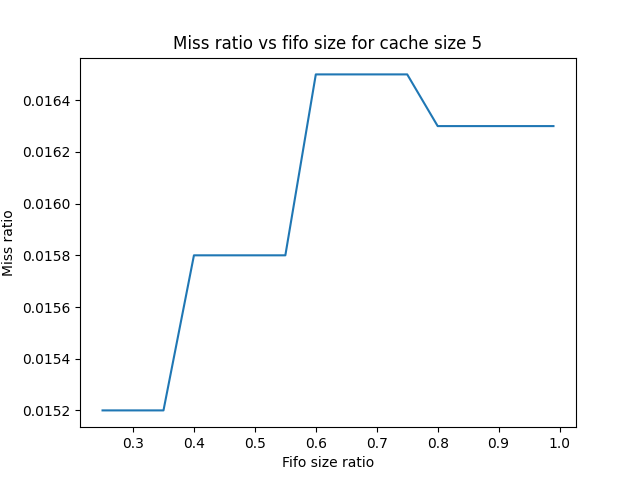 Miss ratio vs fifo size for cache size 5
Miss ratio
0.0164
0.0162
0.0160
0.0158
0.0156
0.0154
0.0152
0.3 0.4 0.5 0.6 0.7 0.8 0.9 1.0
Fifo size ratio